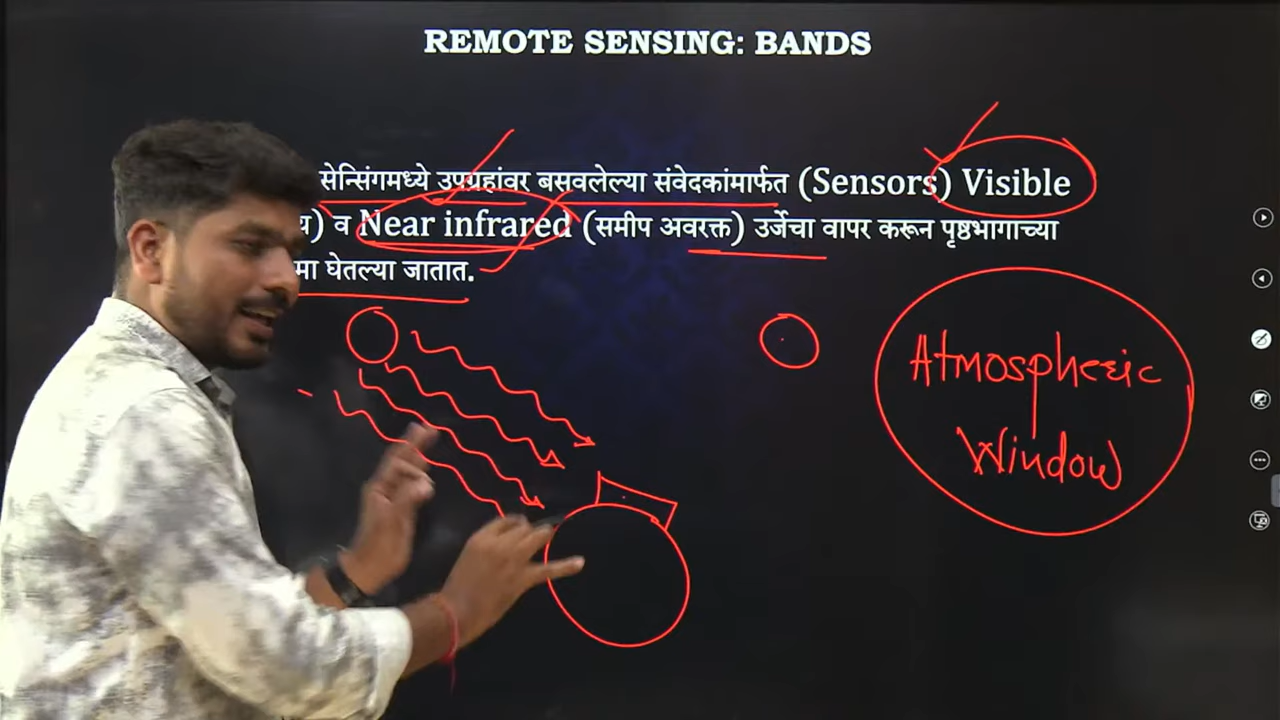 REMOTE SENSING: BANDS
सेन्सिंगमध्ये उपग्रहांवर बसवलेल्या संवेदकांमार्फत (Sensors) Visible
व Near infrared (समीप अवरक्त) उर्जेचा वापर करून पृष्ठभागाच्या
घेतल्या जातात.
Atmospheric
Window